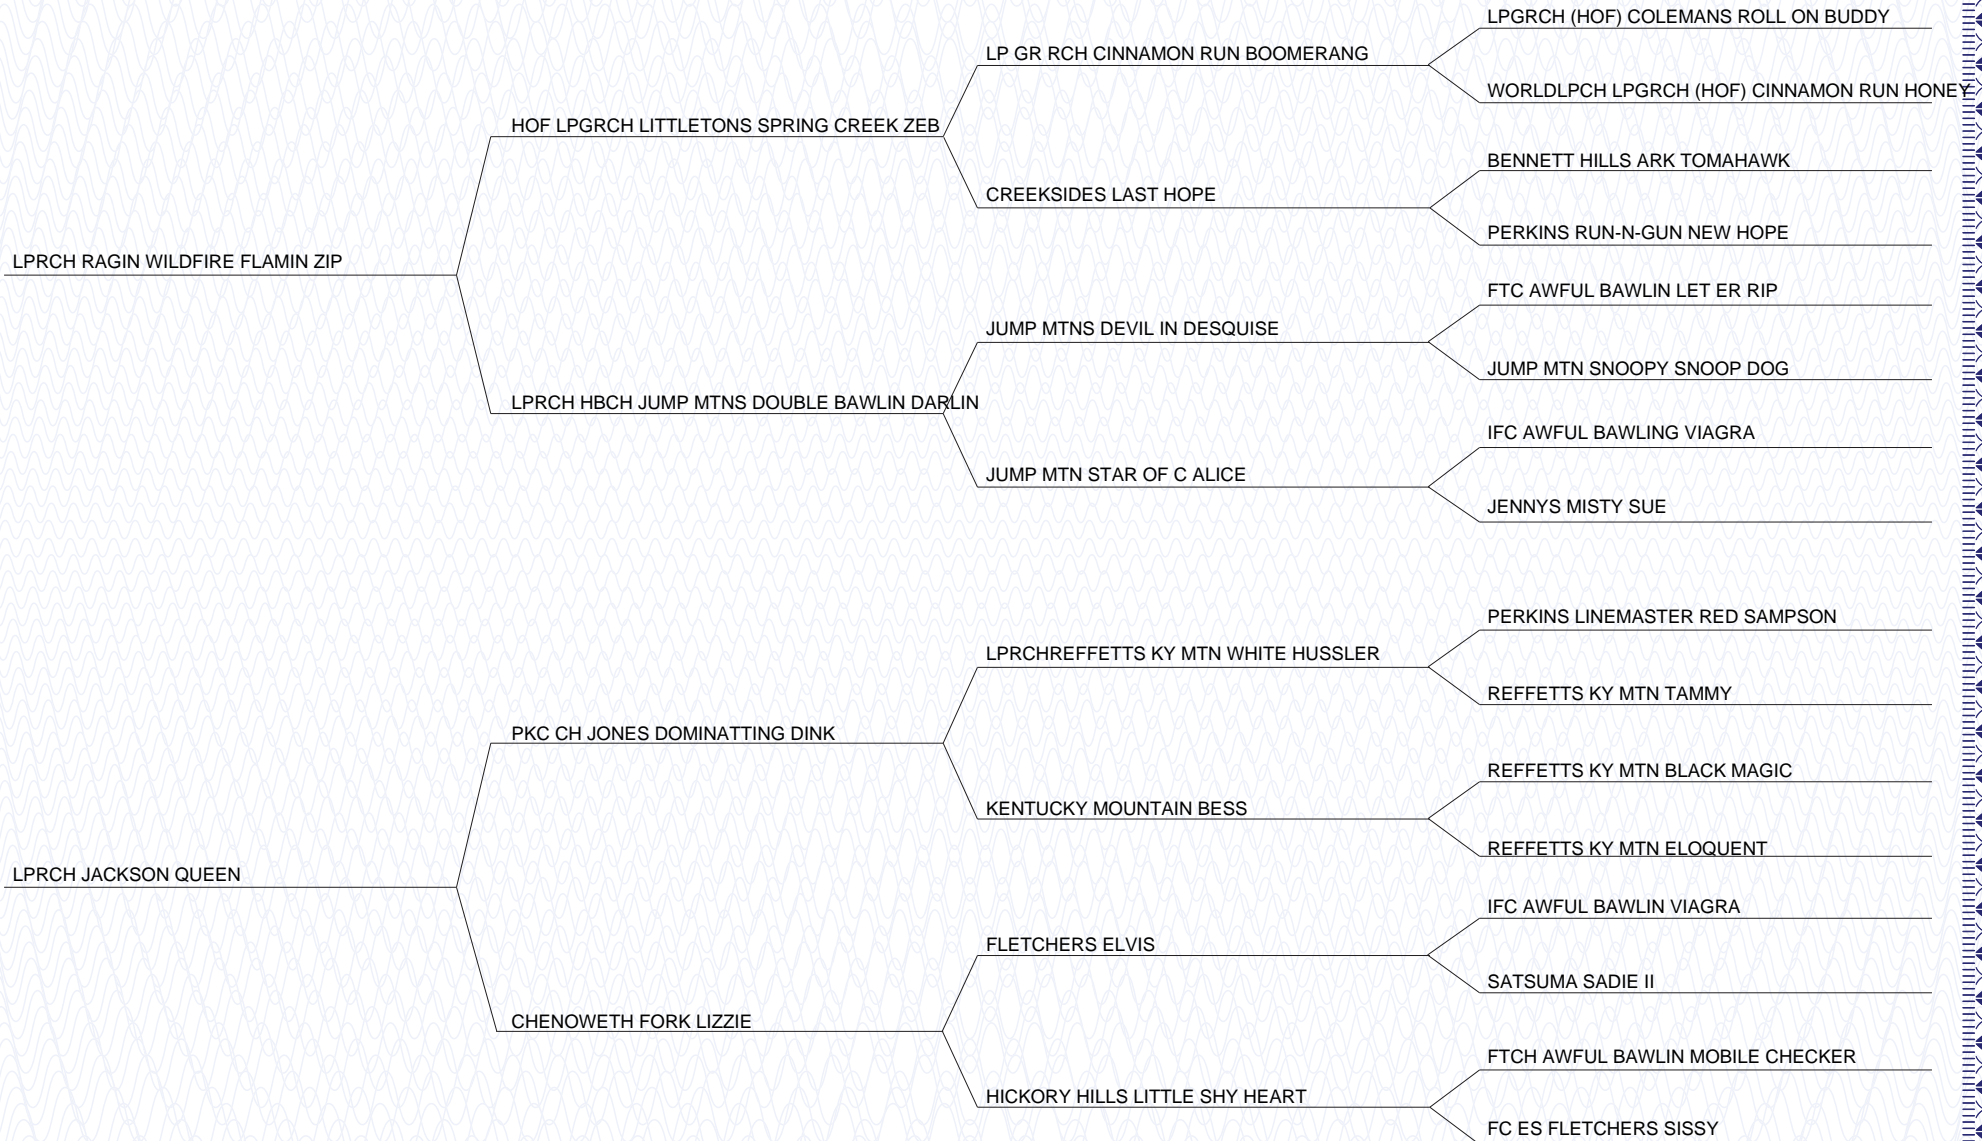 LPGRCH (HOF) COLEMANS ROLL ON BUDDY
LP GR RCH CINNAMON RUN BOOMERANG
WORLDLPCH LPGRCH (HOF) CINNAMON RUN HONEY
HOF LPGRCH LITTLETONS SPRING CREEK ZEB
BENNETT HILLS ARK TOMAHAWK
CREEKSIDES LAST HOPE
PERKINS RUN-N-GUN NEW HOPE
LPRCH RAGIN WILDFIRE FLAMIN ZIP
FTC AWFUL BAWLIN LET ER RIP
JUMP MTNS DEVIL IN DESQUISE
JUMP MTN SNOOPY SNOOP DOG
LPRCH HBCH JUMP MTNS DOUBLE BAWLIN DARLIN
IFC AWFUL BAWLING VIAGRA
JUMP MTN STAR OF C ALICE
JENNYS MISTY SUE
PERKINS LINEMASTER RED SAMPSON
LPRCHREFFETTS KY MTN WHITE HUSSLER
REFFETTS KY MTN TAMMY
PKC CH JONES DOMINATTING DINK
REFFETTS KY MTN BLACK MAGIC
KENTUCKY MOUNTAIN BESS
REFFETTS KY MTN ELOQUENT
LPRCH JACKSON QUEEN
IFC AWFUL BAWLIN VIAGRA
FLETCHERS ELVIS
SATSUMA SADIE II
CHENOWETH FORK LIZZIE
FTCH AWFUL BAWLIN MOBILE CHECKER
HICKORY HILLS LITTLE SHY HEART
FC ES FLETCHERS SISSY